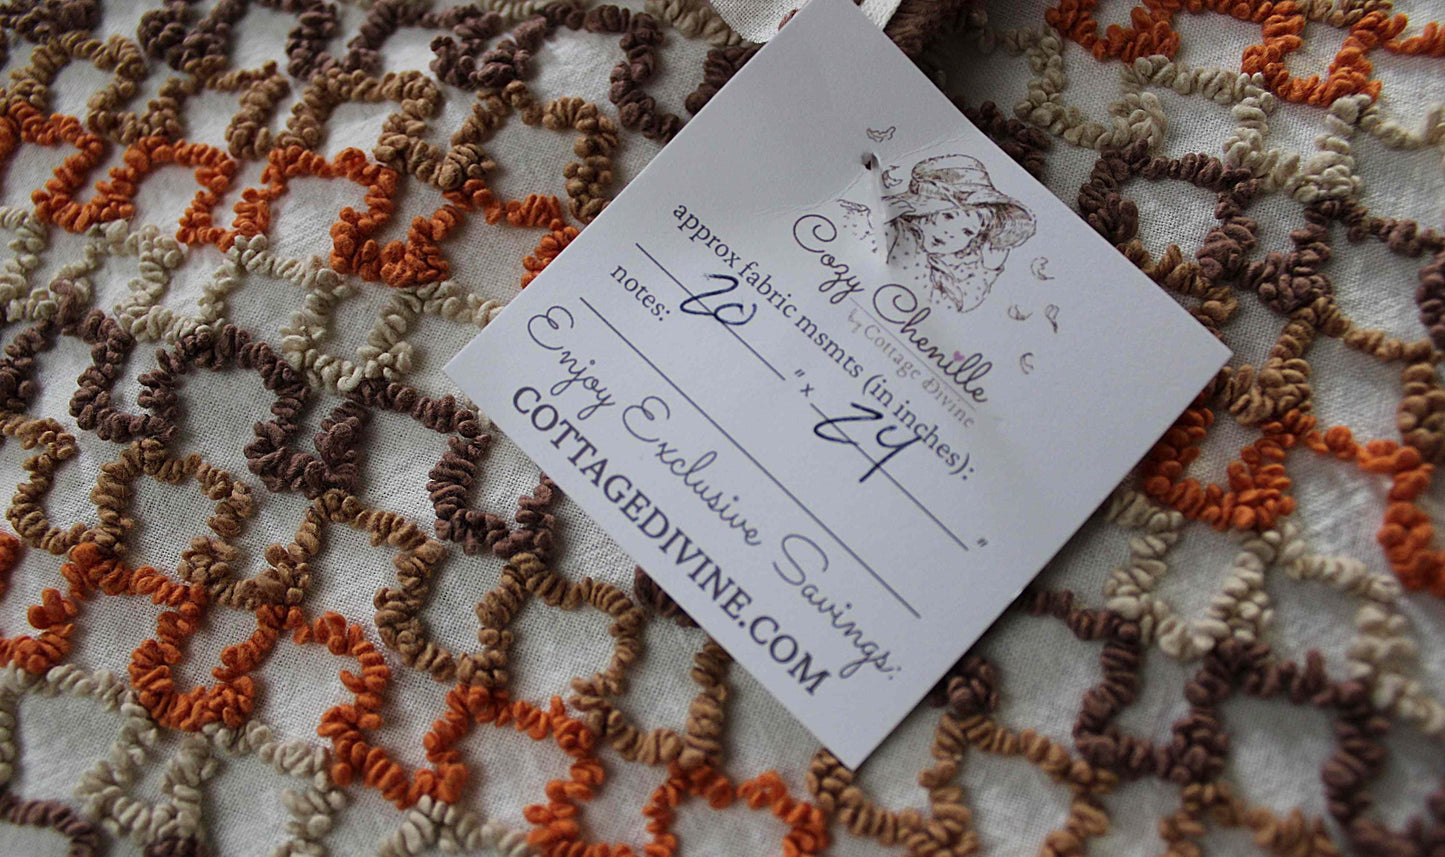 Cozy Chenille
by Cottage Divine
approx fabric msmts (in inches):
20 " x 24 "
notes:
Enjoy Exclusive Savings:
COTTAGEDIVINE.COM